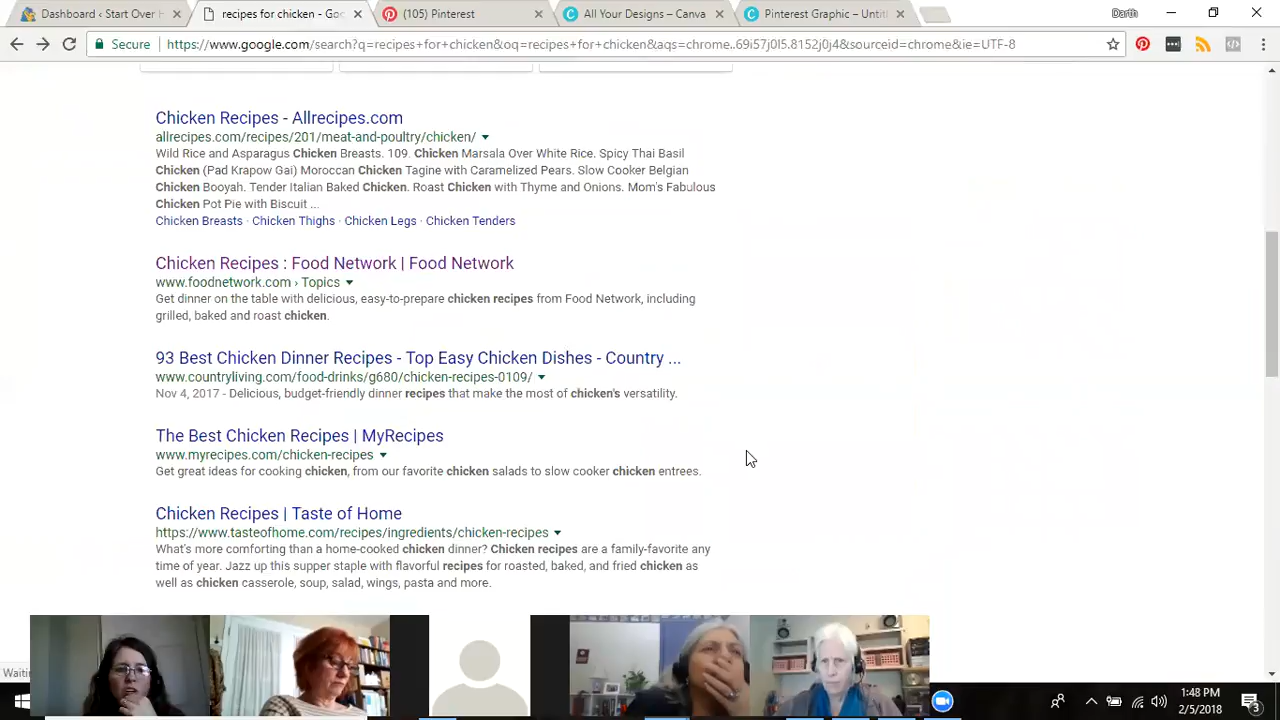 Dashboard ‹ Start Over H
recipes for chicken - Goo
(105) Pinterest
All Your Designs – Canva
Pinterest Graphic – Untitl
Darth
Secure
https://www.google.com/search?q=recipes+for+chicken&oq=recipes+for+chicken&aqs=chrome..69i57j0l5.8152j0j4&sourceid=chrome&ie=UTF-8
Chicken Recipes - Allrecipes.com
allrecipes.com/recipes/201/meat-and-poultry/chicken/
Wild Rice and Asparagus Chicken Breasts. 109. Chicken Marsala Over White Rice. Spicy Thai Basil
Chicken (Pad Krapow Gai) Moroccan Chicken Tagine with Caramelized Pears. Slow Cooker Belgian
Chicken Booyah. Tender Italian Baked Chicken. Roast Chicken with Thyme and Onions. Mom's Fabulous
Chicken Pot Pie with Biscuit ...
Chicken Breasts · Chicken Thighs · Chicken Legs · Chicken Tenders
Chicken Recipes : Food Network | Food Network
www.foodnetwork.com › Topics
Get dinner on the table with delicious, easy-to-prepare chicken recipes from Food Network, including
grilled, baked and roast chicken.
93 Best Chicken Dinner Recipes - Top Easy Chicken Dishes - Country ...
www.countryliving.com/food-drinks/g680/chicken-recipes-0109/
Nov 4, 2017 - Delicious, budget-friendly dinner recipes that make the most of chicken's versatility.
The Best Chicken Recipes | MyRecipes
www.myrecipes.com/chicken-recipes
Get great ideas for cooking chicken, from our favorite chicken salads to slow cooker chicken entrees.
Chicken Recipes | Taste of Home
https://www.tasteofhome.com/recipes/ingredients/chicken-recipes
What's more comforting than a home-cooked chicken dinner? Chicken recipes are a family-favorite any
time of year. Jazz up this supper staple with flavorful recipes for roasted, baked, and fried chicken as
well as chicken casserole, soup, salad, wings, pasta and more.
Waitin
1:48 PM
2/5/2018
3